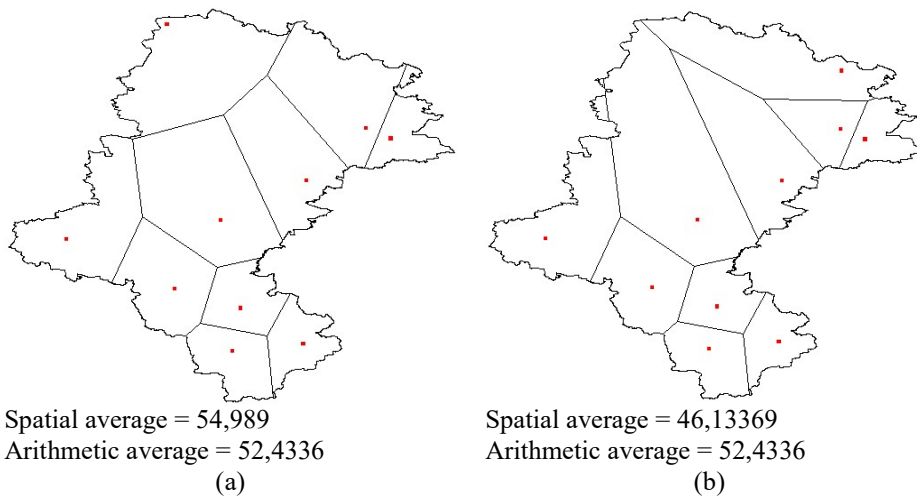 Spatial average = 54,989
Arithmetic average = 52,4336
(a)
Spatial average = 46,13369
Arithmetic average = 52,4336
(b)